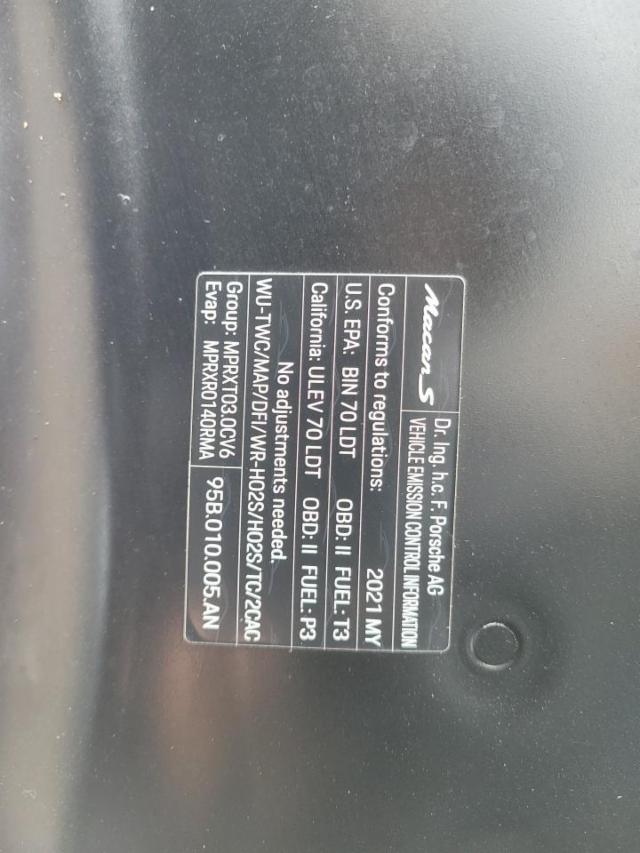 Macan S
Dr. Ing. h.c. F. Porsche AG
VEHICLE EMISSION CONTROL INFORMATION
Conforms to regulations: 2021 MY
U.S. EPA: BIN 70 LDT OBD: II FUEL: T3
California: ULEV 70 LDT OBD: II FUEL: P3
No adjustments needed.
WU-TWC/MAP/DFI/WR-HO2S/HO2S/TC/2CAC
Group: MPRXT03.0CV6
Evap: MPRXR0140RMA
95B.010.005.AN